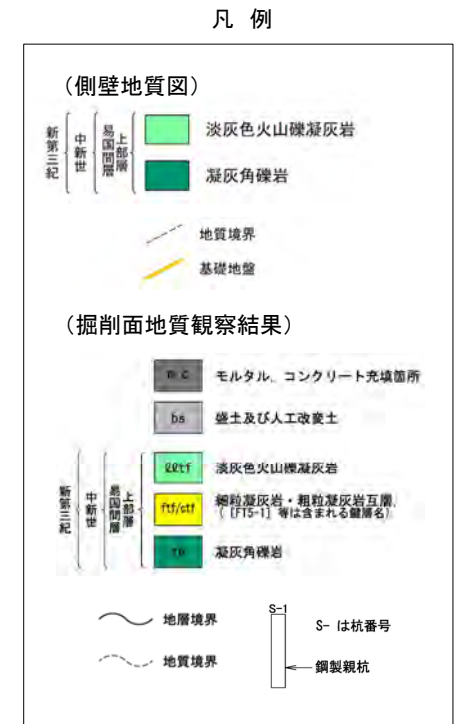 凡 例
(側壁地質図)
新第三紀
中新世
易国間層
上部層
淡灰色火山礫凝灰岩
凝灰角礫岩
地質境界
基礎地盤
(掘削面地質観察結果)
m c
モルタル、コンクリート充填箇所
bs
盛土及び人工改変土
新第三紀
中新世
易国間層
上部層
ℓℓtf
淡灰色火山礫凝灰岩
ftf/ctf
細粒凝灰岩・粗粒凝灰岩互層,
( [FT5-1] 等は含まれる鍵層名)
凝灰角礫岩
地層境界
地質境界
S-1
S- は杭番号
鋼製親杭